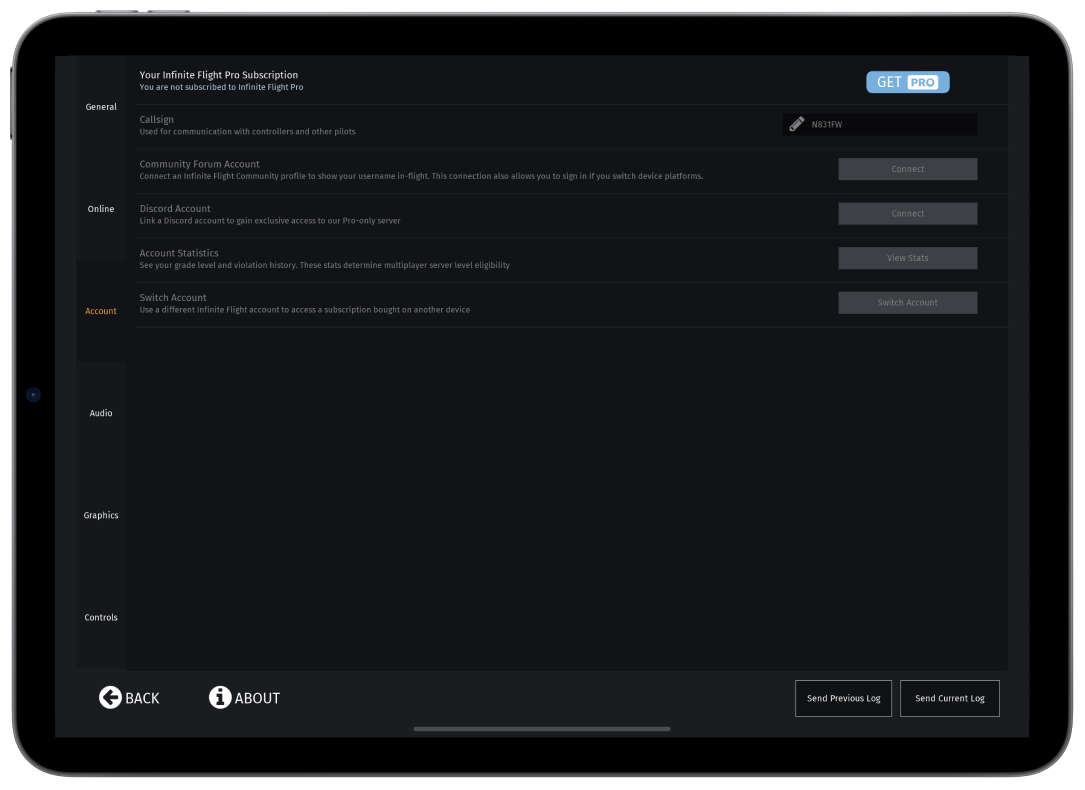 Your Infinite Flight Pro Subscription
You are not subscribed to Infinite Flight Pro
GET PRO
General
Callsign
Used for communication with controllers and other pilots
N831FW
Community Forum Account
Connect an Infinite Flight Community profile to show your username in-flight. This connection also allows you to sign in if you switch device platforms.
Connect
Online
Discord Account
Link a Discord account to gain exclusive access to our Pro-only server
Connect
Account Statistics
See your grade level and violation history. These stats determine multiplayer server level eligibility
View Stats
Account
Switch Account
Use a different Infinite Flight account to access a subscription bought on another device
Switch Account
Audio
Graphics
Controls
BACK
ABOUT
Send Previous Log
Send Current Log